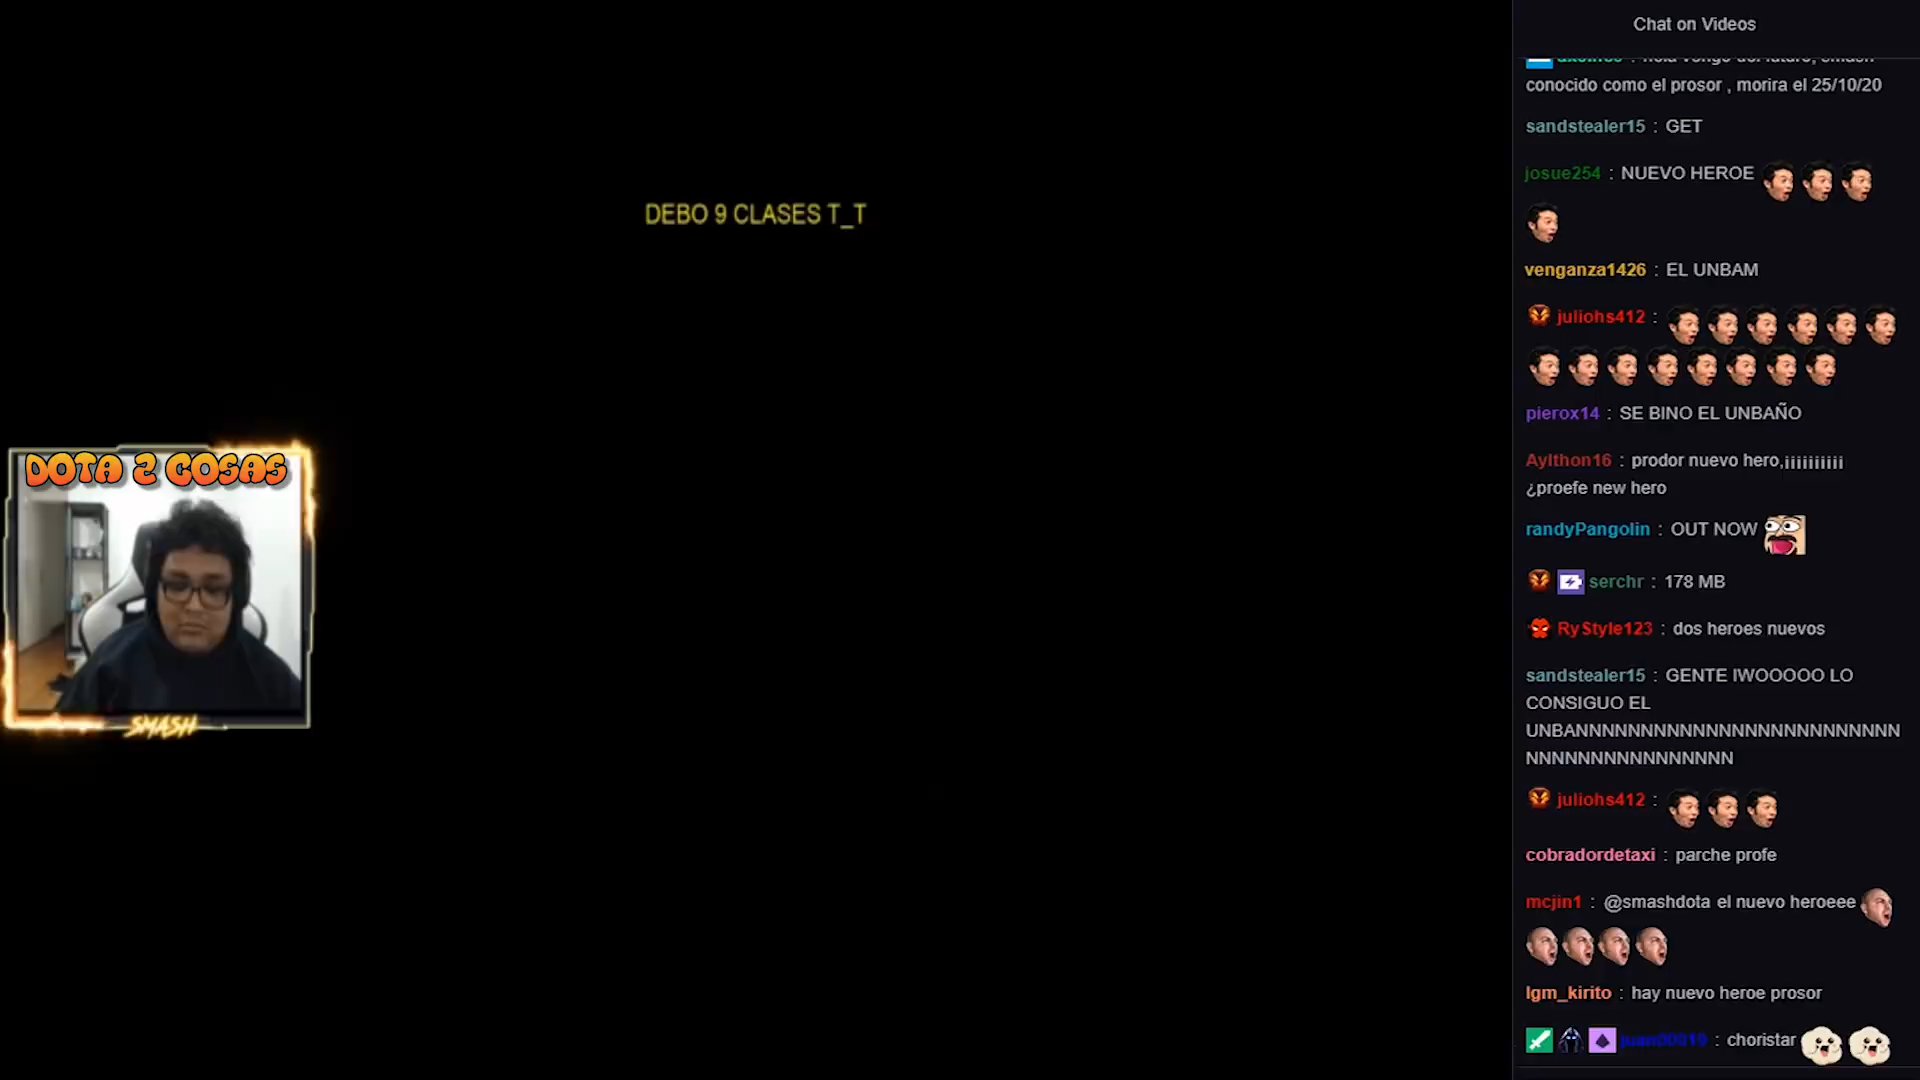 DEBO 9 CLASES T_T
DOTA 2 COSAS
SMASH
Chat on Videos
conocido como el prosor , morira el 25/10/20
sandstealer15 : GET
josue254 : NUEVO HEROE
venganza1426 : EL UNBAM
juliohs412 :
pierox14 : SE BINO EL UNBAÑO
Aylthon16 : prodor nuevo hero,¡¡¡¡¡¡¡¡¡¡
¿proefe new hero
randyPangolin : OUT NOW
serchr : 178 MB
RyStyle123 : dos heroes nuevos
sandstealer15 : GENTE IWOOOOO LO
CONSIGUO EL
UNBANNNNNNNNNNNNNNNNNNNNNNNNN
NNNNNNNNNNNNNNNN
juliohs412 :
cobradordetaxi : parche profe
mcjin1 : @smashdota el nuevo heroeee
lgm_kirito : hay nuevo heroe prosor
juan00019 : choristar